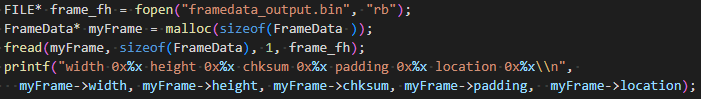 FILE* frame_fh = fopen("framedata_output.bin", "rb");
FrameData* myFrame = malloc(sizeof(FrameData ));
fread(myFrame, sizeof(FrameData), 1, frame_fh);
printf("width 0x%x height 0x%x chksum 0x%x padding 0x%x location 0x%x\\n",
myFrame->width, myFrame->height, myFrame->chksum, myFrame->padding,  myFrame->location);